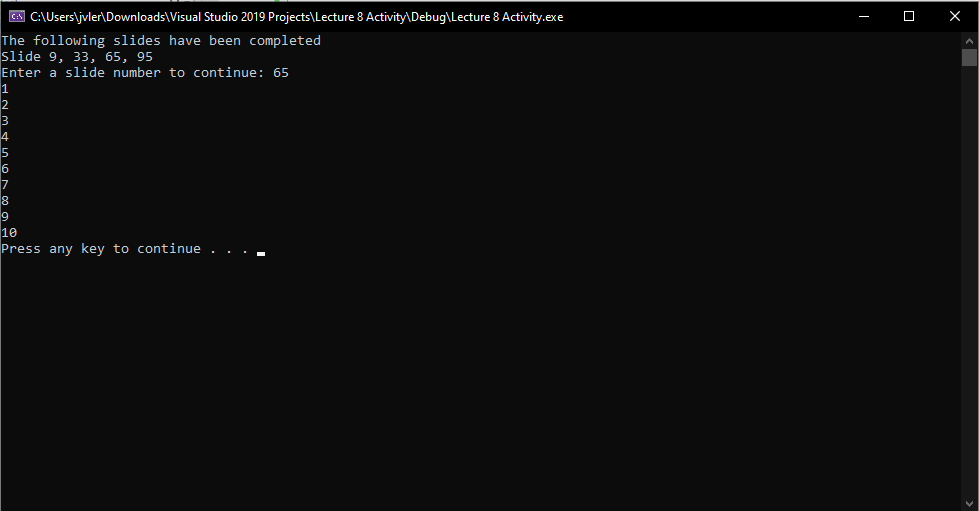 C:\Users\jvler\Downloads\Visual Studio 2019 Projects\Lecture 8 Activity\Debug\Lecture 8 Activity.exe
The following slides have been completed
Slide 9, 33, 65, 95
Enter a slide number to continue: 65
1
2
3
4
5
6
7
8
9
10
Press any key to continue . . .